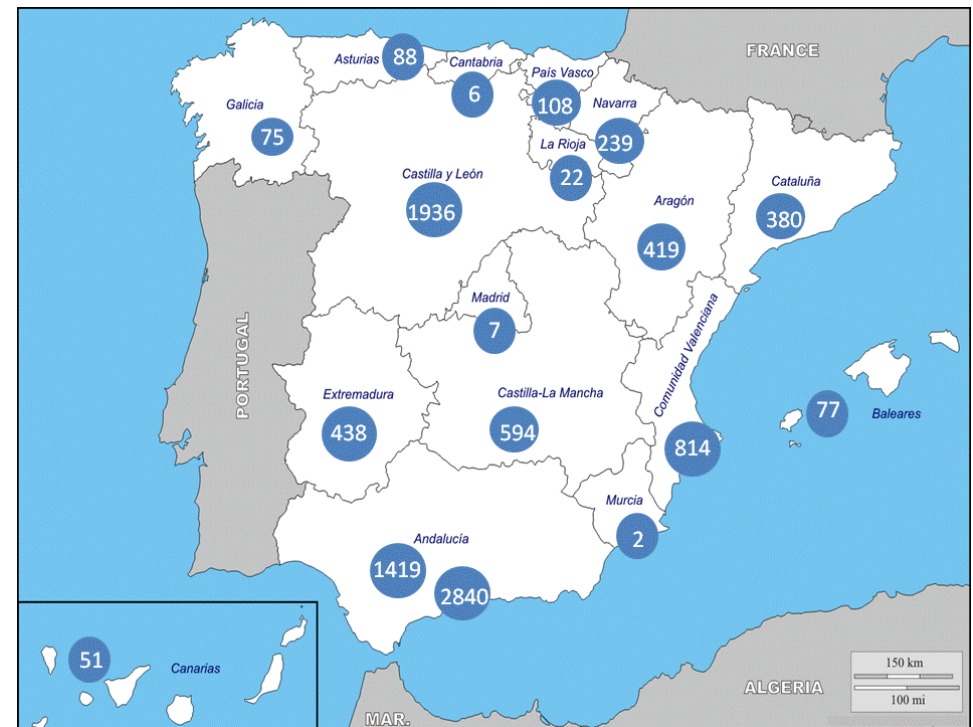 FRANCE
Asturias
88
Cantabria
6
País Vasco
108
Navarra
239
Galicia
75
La Rioja
22
Castilla y León
1936
Cataluña
380
Aragón
419
Madrid
7
PORTUGAL
Comunidad Valenciana
Extremadura
438
Castilla-La Mancha
594
77
Baleares
814
Murcia
2
Andalucía
1419
2840
51
Canarias
150 km
100 mi
ALGERIA
MAR.